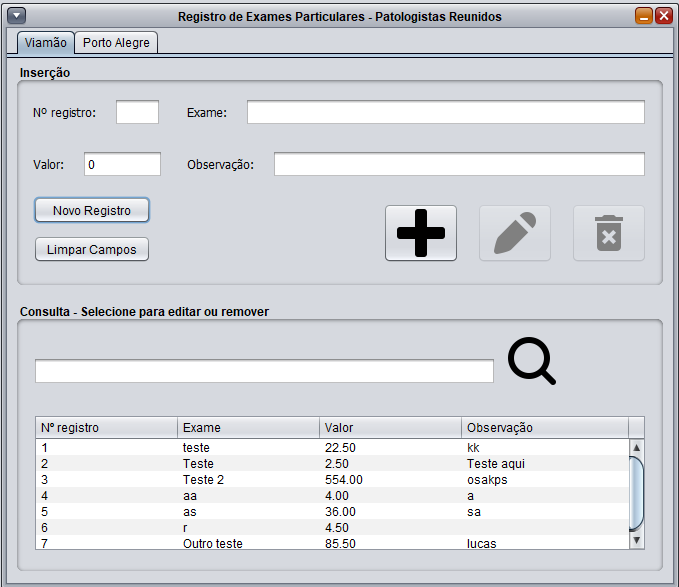 Registro de Exames Particulares - Patologistas Reunidos
Viamão Porto Alegre
Inserção
Nº registro: Exame:
Valor: 0 Observação:
Novo Registro
Limpar Campos
Consulta - Selecione para editar ou remover
Nº registro Exame Valor Observação
1 teste 22.50 kk
2 Teste 2.50 Teste aqui
3 Teste 2 554.00 osakps
4 aa 4.00 a
5 as 36.00 sa
6 r 4.50
7 Outro teste 85.50 lucas